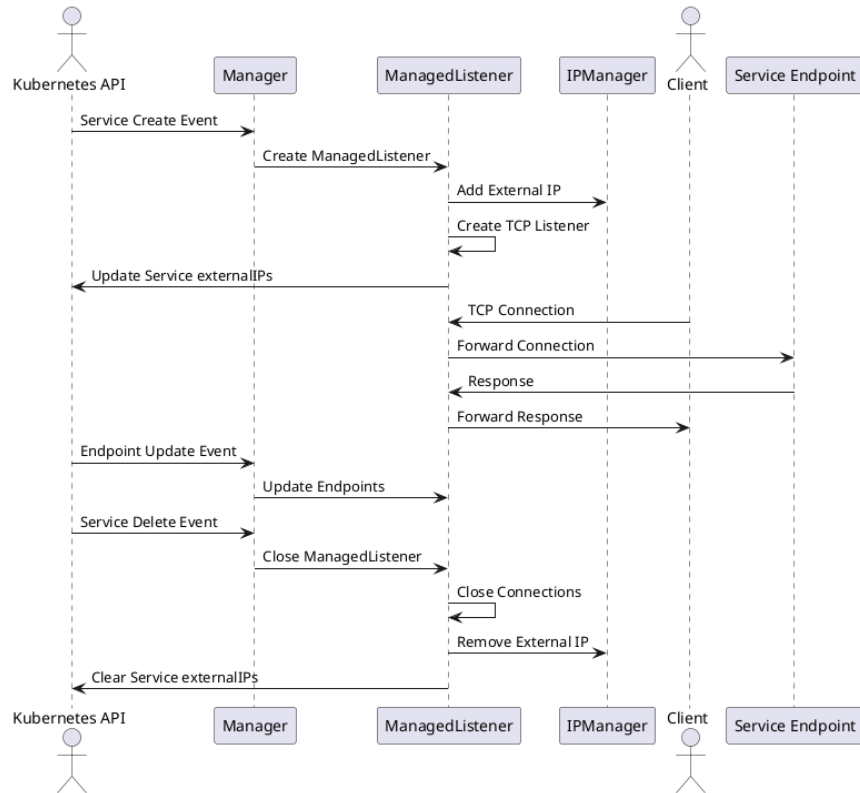 Kubernetes API
Manager
ManagedListener
IPManager
Client
Service Endpoint
Service Create Event
Create ManagedListener
Add External IP
Create TCP Listener
Update Service externalIPs
TCP Connection
Forward Connection
Response
Forward Response
Endpoint Update Event
Update Endpoints
Service Delete Event
Close ManagedListener
Close Connections
Remove External IP
Clear Service externalIPs
Kubernetes API
Manager
ManagedListener
IPManager
Client
Service Endpoint